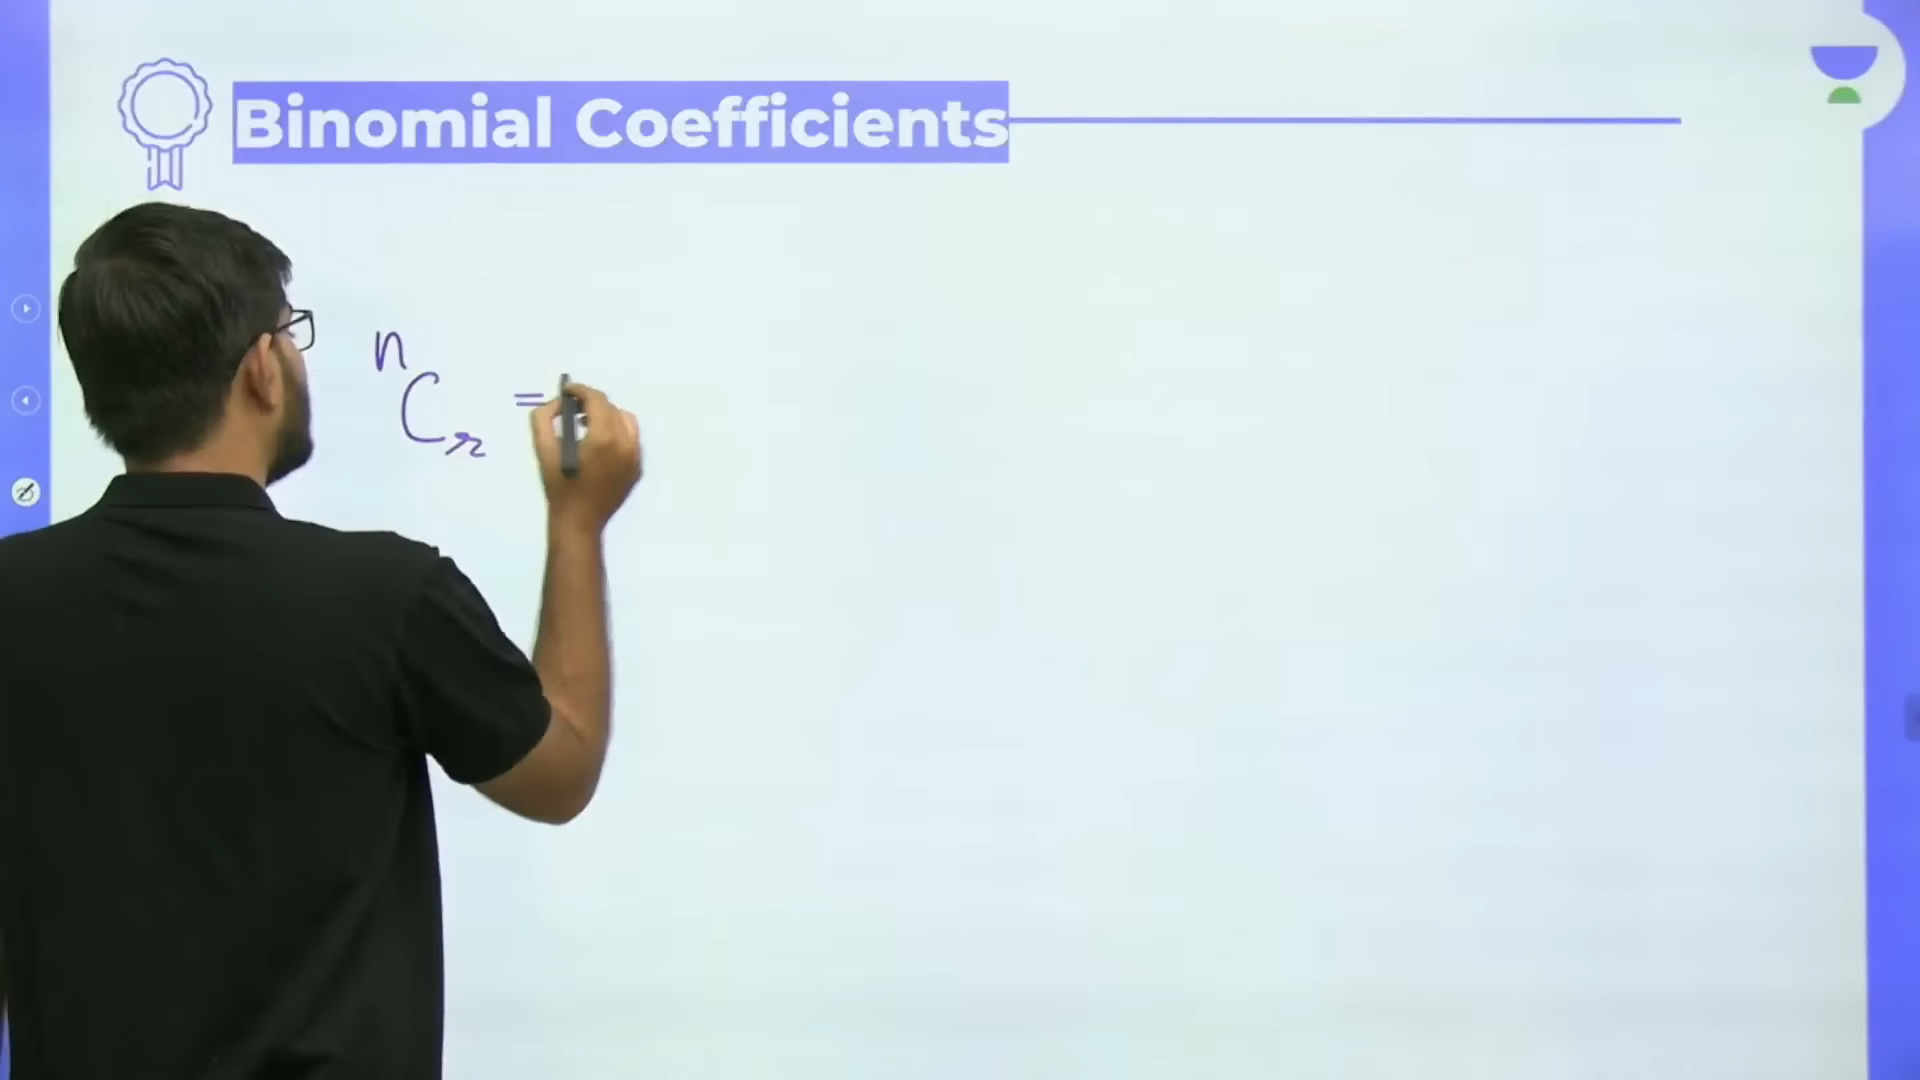 Binomial Coefficients
ⁿCᵣ =